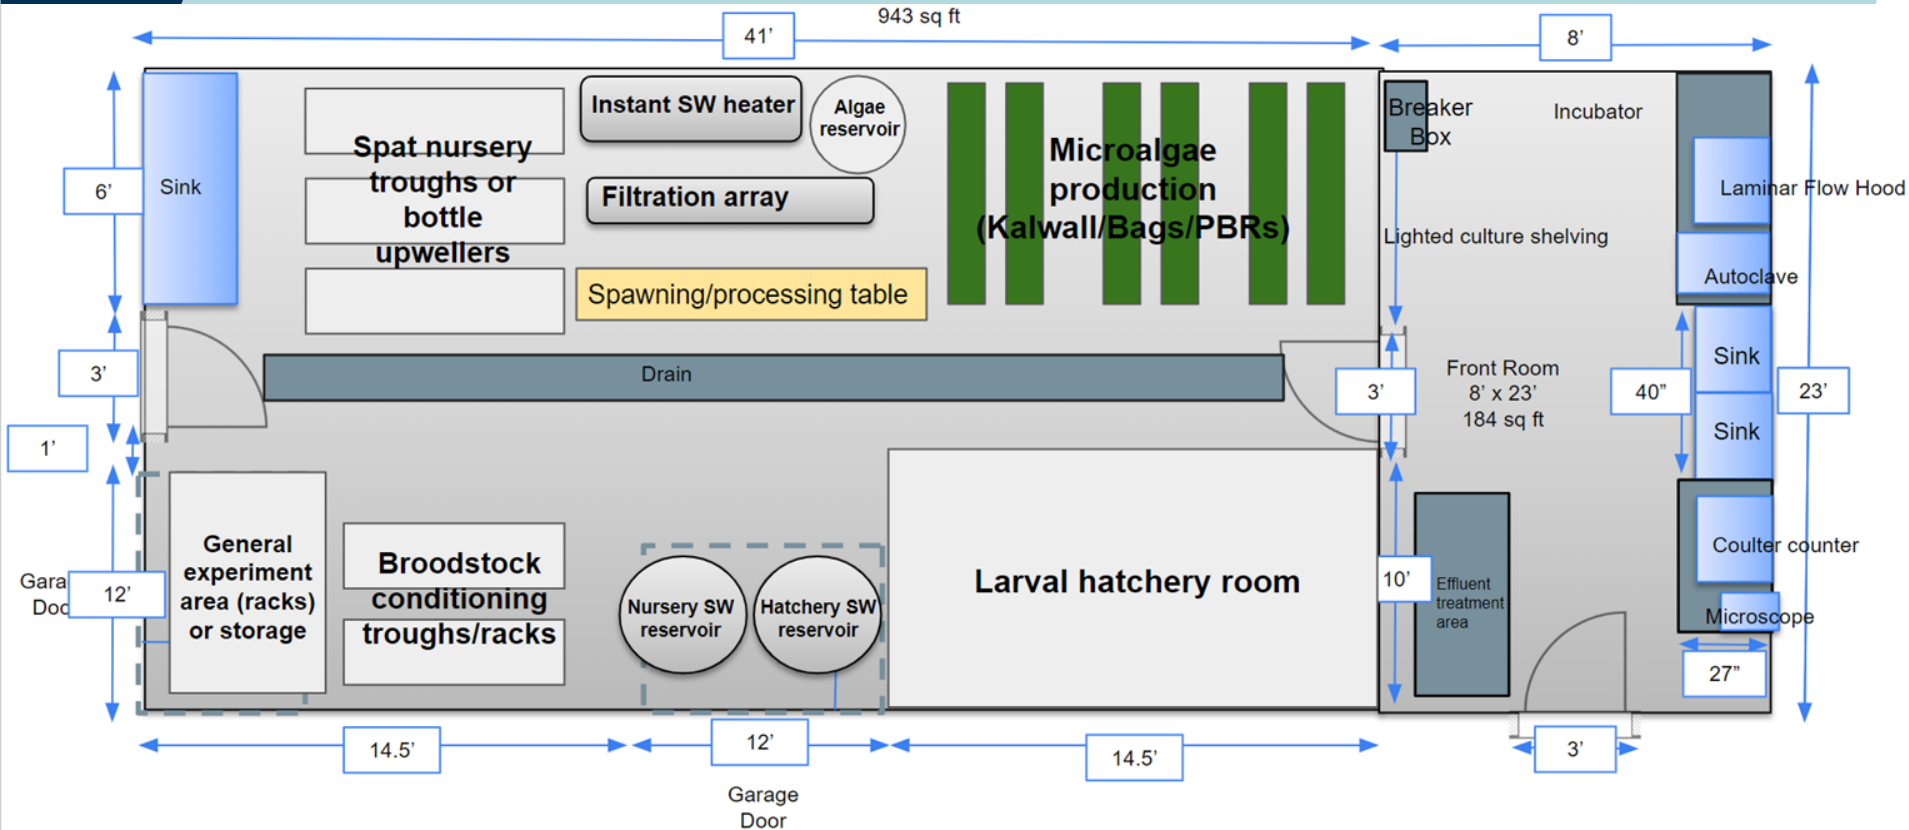 943 sq ft
41’
8’
Instant SW heater
Algae
reservoir
Breaker
Box
Incubator
Spat nursery
troughs or
bottle
upwellers
Microalgae
production
(Kalwall/Bags/PBRs)
6’
Sink
Filtration array
Laminar Flow Hood
Lighted culture shelving
Spawning/processing table
Autoclave
3’
Drain
3’
Front Room
8’ x 23’
184 sq ft
40”
Sink
Sink
23’
1’
General
experiment
area (racks)
or storage
Broodstock
conditioning
troughs/racks
Nursery SW
reservoir
Hatchery SW
reservoir
Larval hatchery room
10’
Effluent
treatment
area
Coulter counter
Microscope
12’
27”
14.5’
12’
14.5’
3’
Garage
Door